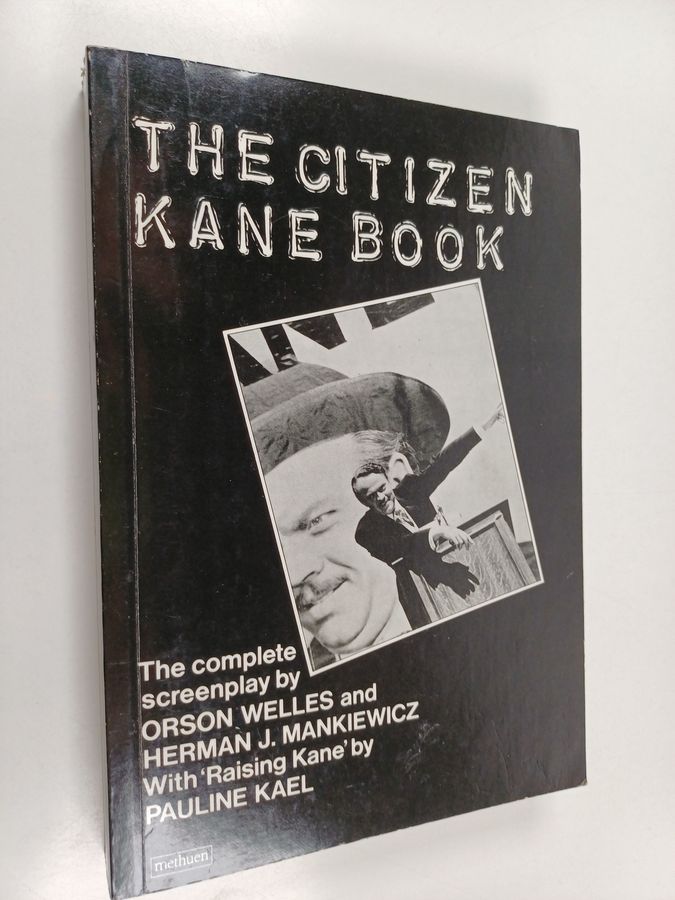 THE CITIZEN
KANE BOOK
The complete
screenplay by
ORSON WELLES and
HERMAN J. MANKIEWICZ
With 'Raising Kane' by
PAULINE KAEL
methuen